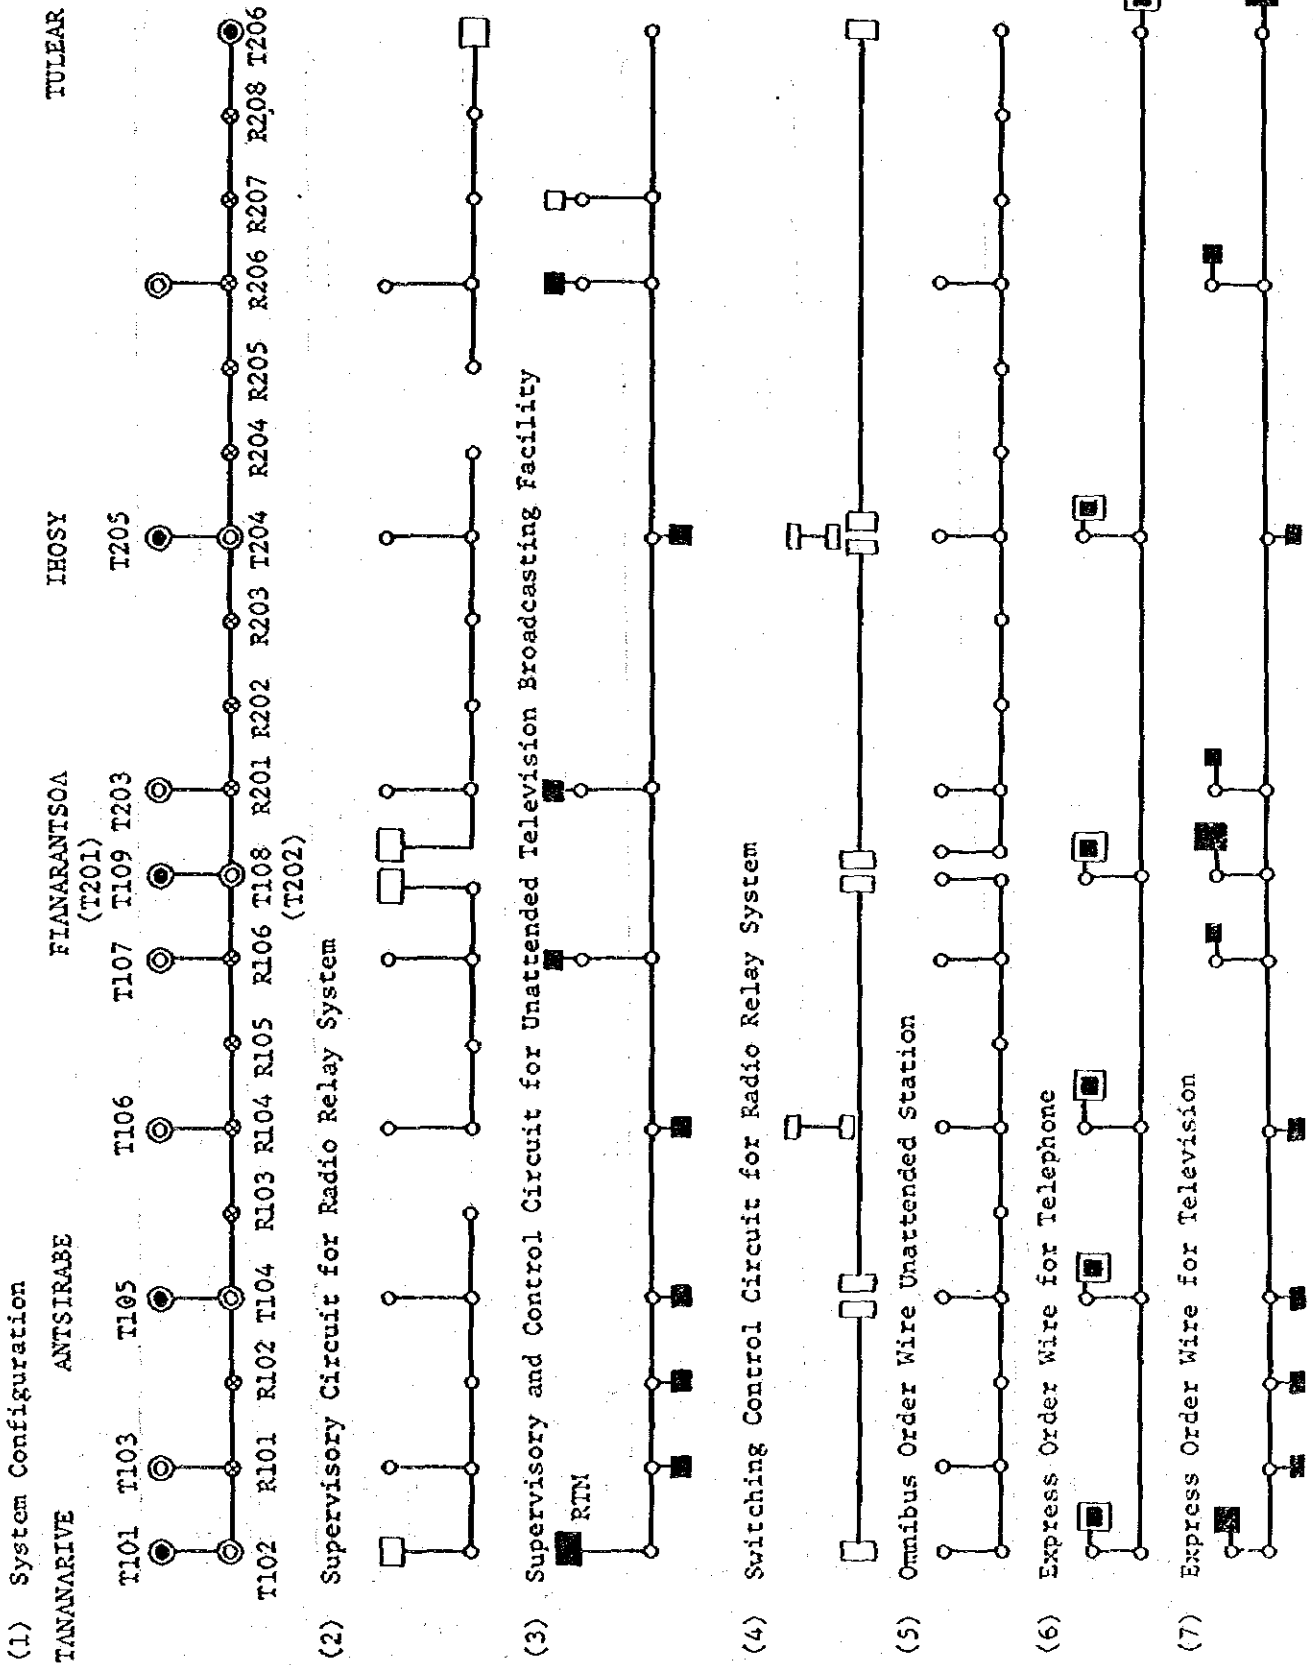 (1) System Configuration
TANANARIVE ANTSIRABE FIANARANTSOA IHOSY TULEAR
(T201)
T101 T103 T105 T106 T107 T109 T203 T205
T102 R101 R102 T104 R103 R104 R105 R106 T108 R201 R202 R203 T204 R204 R205 R206 R207 R208 T206
(T202)
(2) Supervisory Circuit for Radio Relay System
(3) Supervisory and Control Circuit for Unattended Television Broadcasting Facility
RTM
(4) Switching Control Circuit for Radio Relay System
(5) Omnibus Order Wire Unattended Station
(6) Express Order Wire for Telephone
(7) Express Order Wire for Television